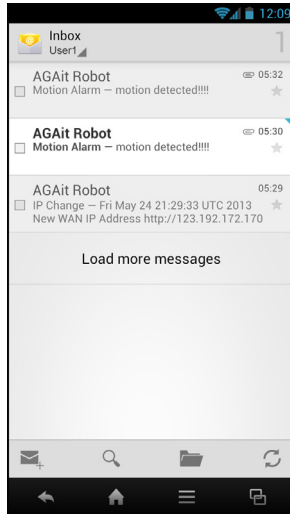 12:09
Inbox
User1
1
AGAit Robot 05:32
Motion Alarm — motion detected!!!!
AGAit Robot 05:30
Motion Alarm — motion detected!!!!
AGAit Robot 05:29
IP Change — Fri May 24 21:29:33 UTC 2013
New WAN IP Address http://123.192.172.170
Load more messages